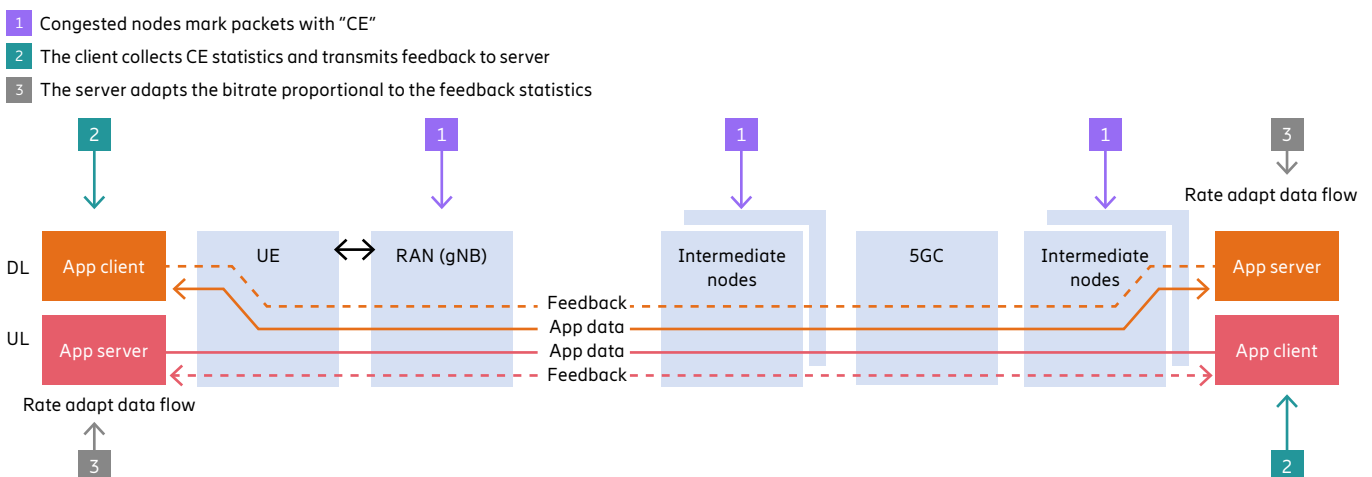 1 Congested nodes mark packets with “CE”
2 The client collects CE statistics and transmits feedback to server
3 The server adapts the bitrate proportional to the feedback statistics
2
1
1
1
3
Rate adapt data flow
DL
App client
UE
RAN (gNB)
Intermediate
nodes
5GC
Intermediate
nodes
App server
Feedback
App data
UL
App server
App data
Feedback
App client
Rate adapt data flow
3
2